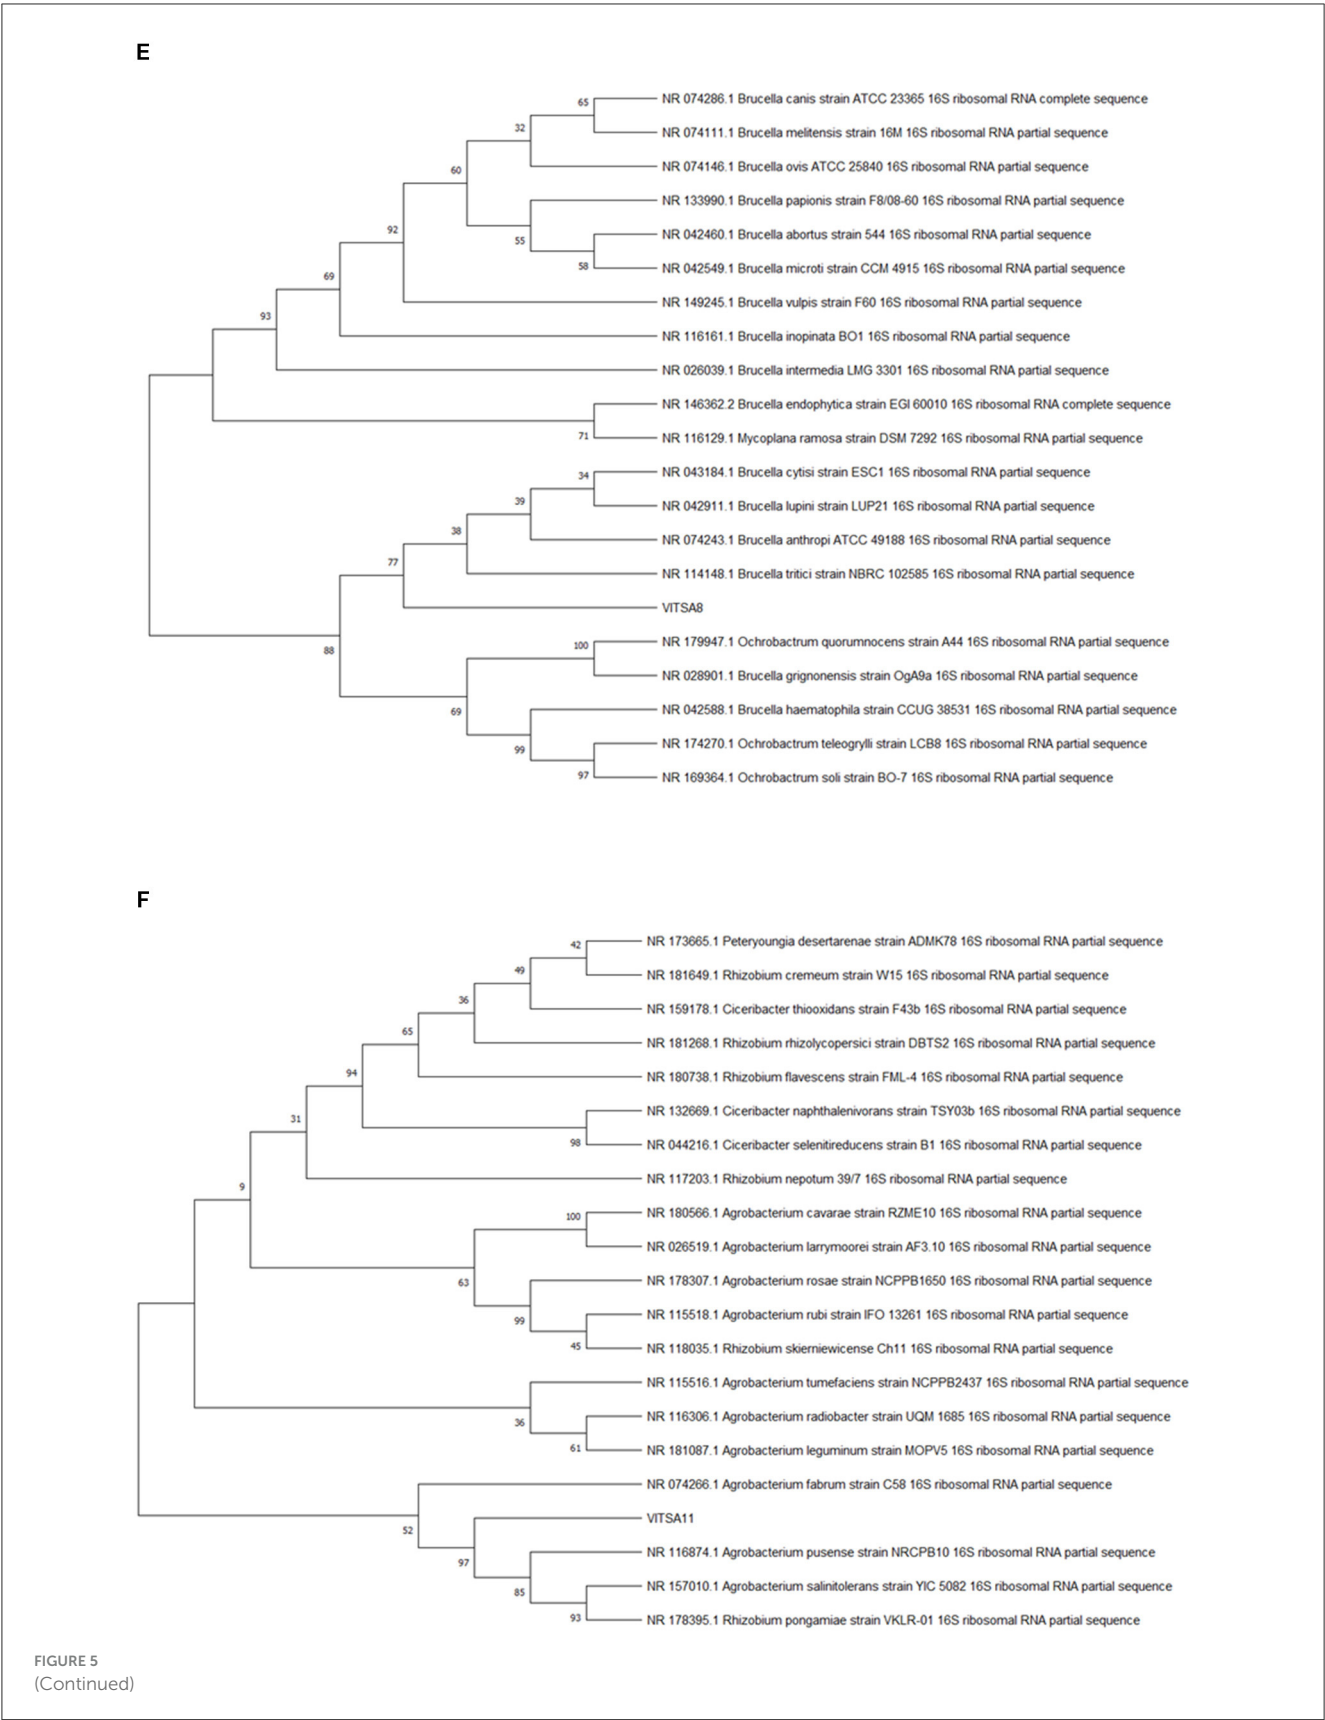 E
65
NR 074286.1 Brucella canis strain ATCC 23365 16S ribosomal RNA complete sequence
32
NR 074111.1 Brucella melitensis strain 16M 16S ribosomal RNA partial sequence
60
NR 074146.1 Brucella ovis ATCC 25840 16S ribosomal RNA partial sequence
NR 133990.1 Brucella papionis strain F8/08-60 16S ribosomal RNA partial sequence
92
55
NR 042460.1 Brucella abortus strain 544 16S ribosomal RNA partial sequence
58
NR 042549.1 Brucella microti strain CCM 4915 16S ribosomal RNA partial sequence
69
NR 149245.1 Brucella vulpis strain F60 16S ribosomal RNA partial sequence
93
NR 116161.1 Brucella inopinata BO1 16S ribosomal RNA partial sequence
NR 026039.1 Brucella intermedia LMG 3301 16S ribosomal RNA partial sequence
NR 146362.2 Brucella endophytica strain EGI 60010 16S ribosomal RNA complete sequence
71
NR 116129.1 Mycoplana ramosa strain DSM 7292 16S ribosomal RNA partial sequence
34
NR 043184.1 Brucella cytisi strain ESC1 16S ribosomal RNA partial sequence
39
NR 042911.1 Brucella lupini strain LUP21 16S ribosomal RNA partial sequence
38
NR 074243.1 Brucella anthropi ATCC 49188 16S ribosomal RNA partial sequence
77
NR 114148.1 Brucella tritici strain NBRC 102585 16S ribosomal RNA partial sequence
VITSA8
88
100
NR 179947.1 Ochrobactrum quorumnocens strain A44 16S ribosomal RNA partial sequence
NR 028901.1 Brucella grignonensis strain OgA9a 16S ribosomal RNA partial sequence
69
NR 042588.1 Brucella haematophila strain CCUG 38531 16S ribosomal RNA partial sequence
99
NR 174270.1 Ochrobactrum teleogrylli strain LCB8 16S ribosomal RNA partial sequence
97
NR 169364.1 Ochrobactrum soli strain BO-7 16S ribosomal RNA partial sequence
F
42
NR 173665.1 Peteryoungia desertarenae strain ADMK78 16S ribosomal RNA partial sequence
49
NR 181649.1 Rhizobium cremeum strain W15 16S ribosomal RNA partial sequence
36
NR 159178.1 Ciceribacter thiooxidans strain F43b 16S ribosomal RNA partial sequence
65
NR 181268.1 Rhizobium rhizolycopersici strain DBTS2 16S ribosomal RNA partial sequence
94
NR 180738.1 Rhizobium flavescens strain FML-4 16S ribosomal RNA partial sequence
31
NR 132669.1 Ciceribacter naphthalenivorans strain TSY03b 16S ribosomal RNA partial sequence
98
NR 044216.1 Ciceribacter selenitireducens strain B1 16S ribosomal RNA partial sequence
9
NR 117203.1 Rhizobium nepotum 39/7 16S ribosomal RNA partial sequence
100
NR 180566.1 Agrobacterium cavarae strain RZME10 16S ribosomal RNA partial sequence
NR 026519.1 Agrobacterium larrymoorei strain AF3.10 16S ribosomal RNA partial sequence
63
NR 178307.1 Agrobacterium rosae strain NCPPB1650 16S ribosomal RNA partial sequence
99
NR 115518.1 Agrobacterium rubi strain IFO 13261 16S ribosomal RNA partial sequence
45
NR 118035.1 Rhizobium skierniewicense Ch11 16S ribosomal RNA partial sequence
NR 115516.1 Agrobacterium tumefaciens strain NCPPB2437 16S ribosomal RNA partial sequence
36
NR 116306.1 Agrobacterium radiobacter strain UQM 1685 16S ribosomal RNA partial sequence
61
NR 181087.1 Agrobacterium leguminum strain MOPV5 16S ribosomal RNA partial sequence
NR 074266.1 Agrobacterium fabrum strain C58 16S ribosomal RNA partial sequence
52
VITSA11
97
NR 116874.1 Agrobacterium pusense strain NRCPB10 16S ribosomal RNA partial sequence
85
NR 157010.1 Agrobacterium salinitolerans strain YIC 5082 16S ribosomal RNA partial sequence
93
NR 178395.1 Rhizobium pongamiae strain VKLR-01 16S ribosomal RNA partial sequence
FIGURE 5
(Continued)